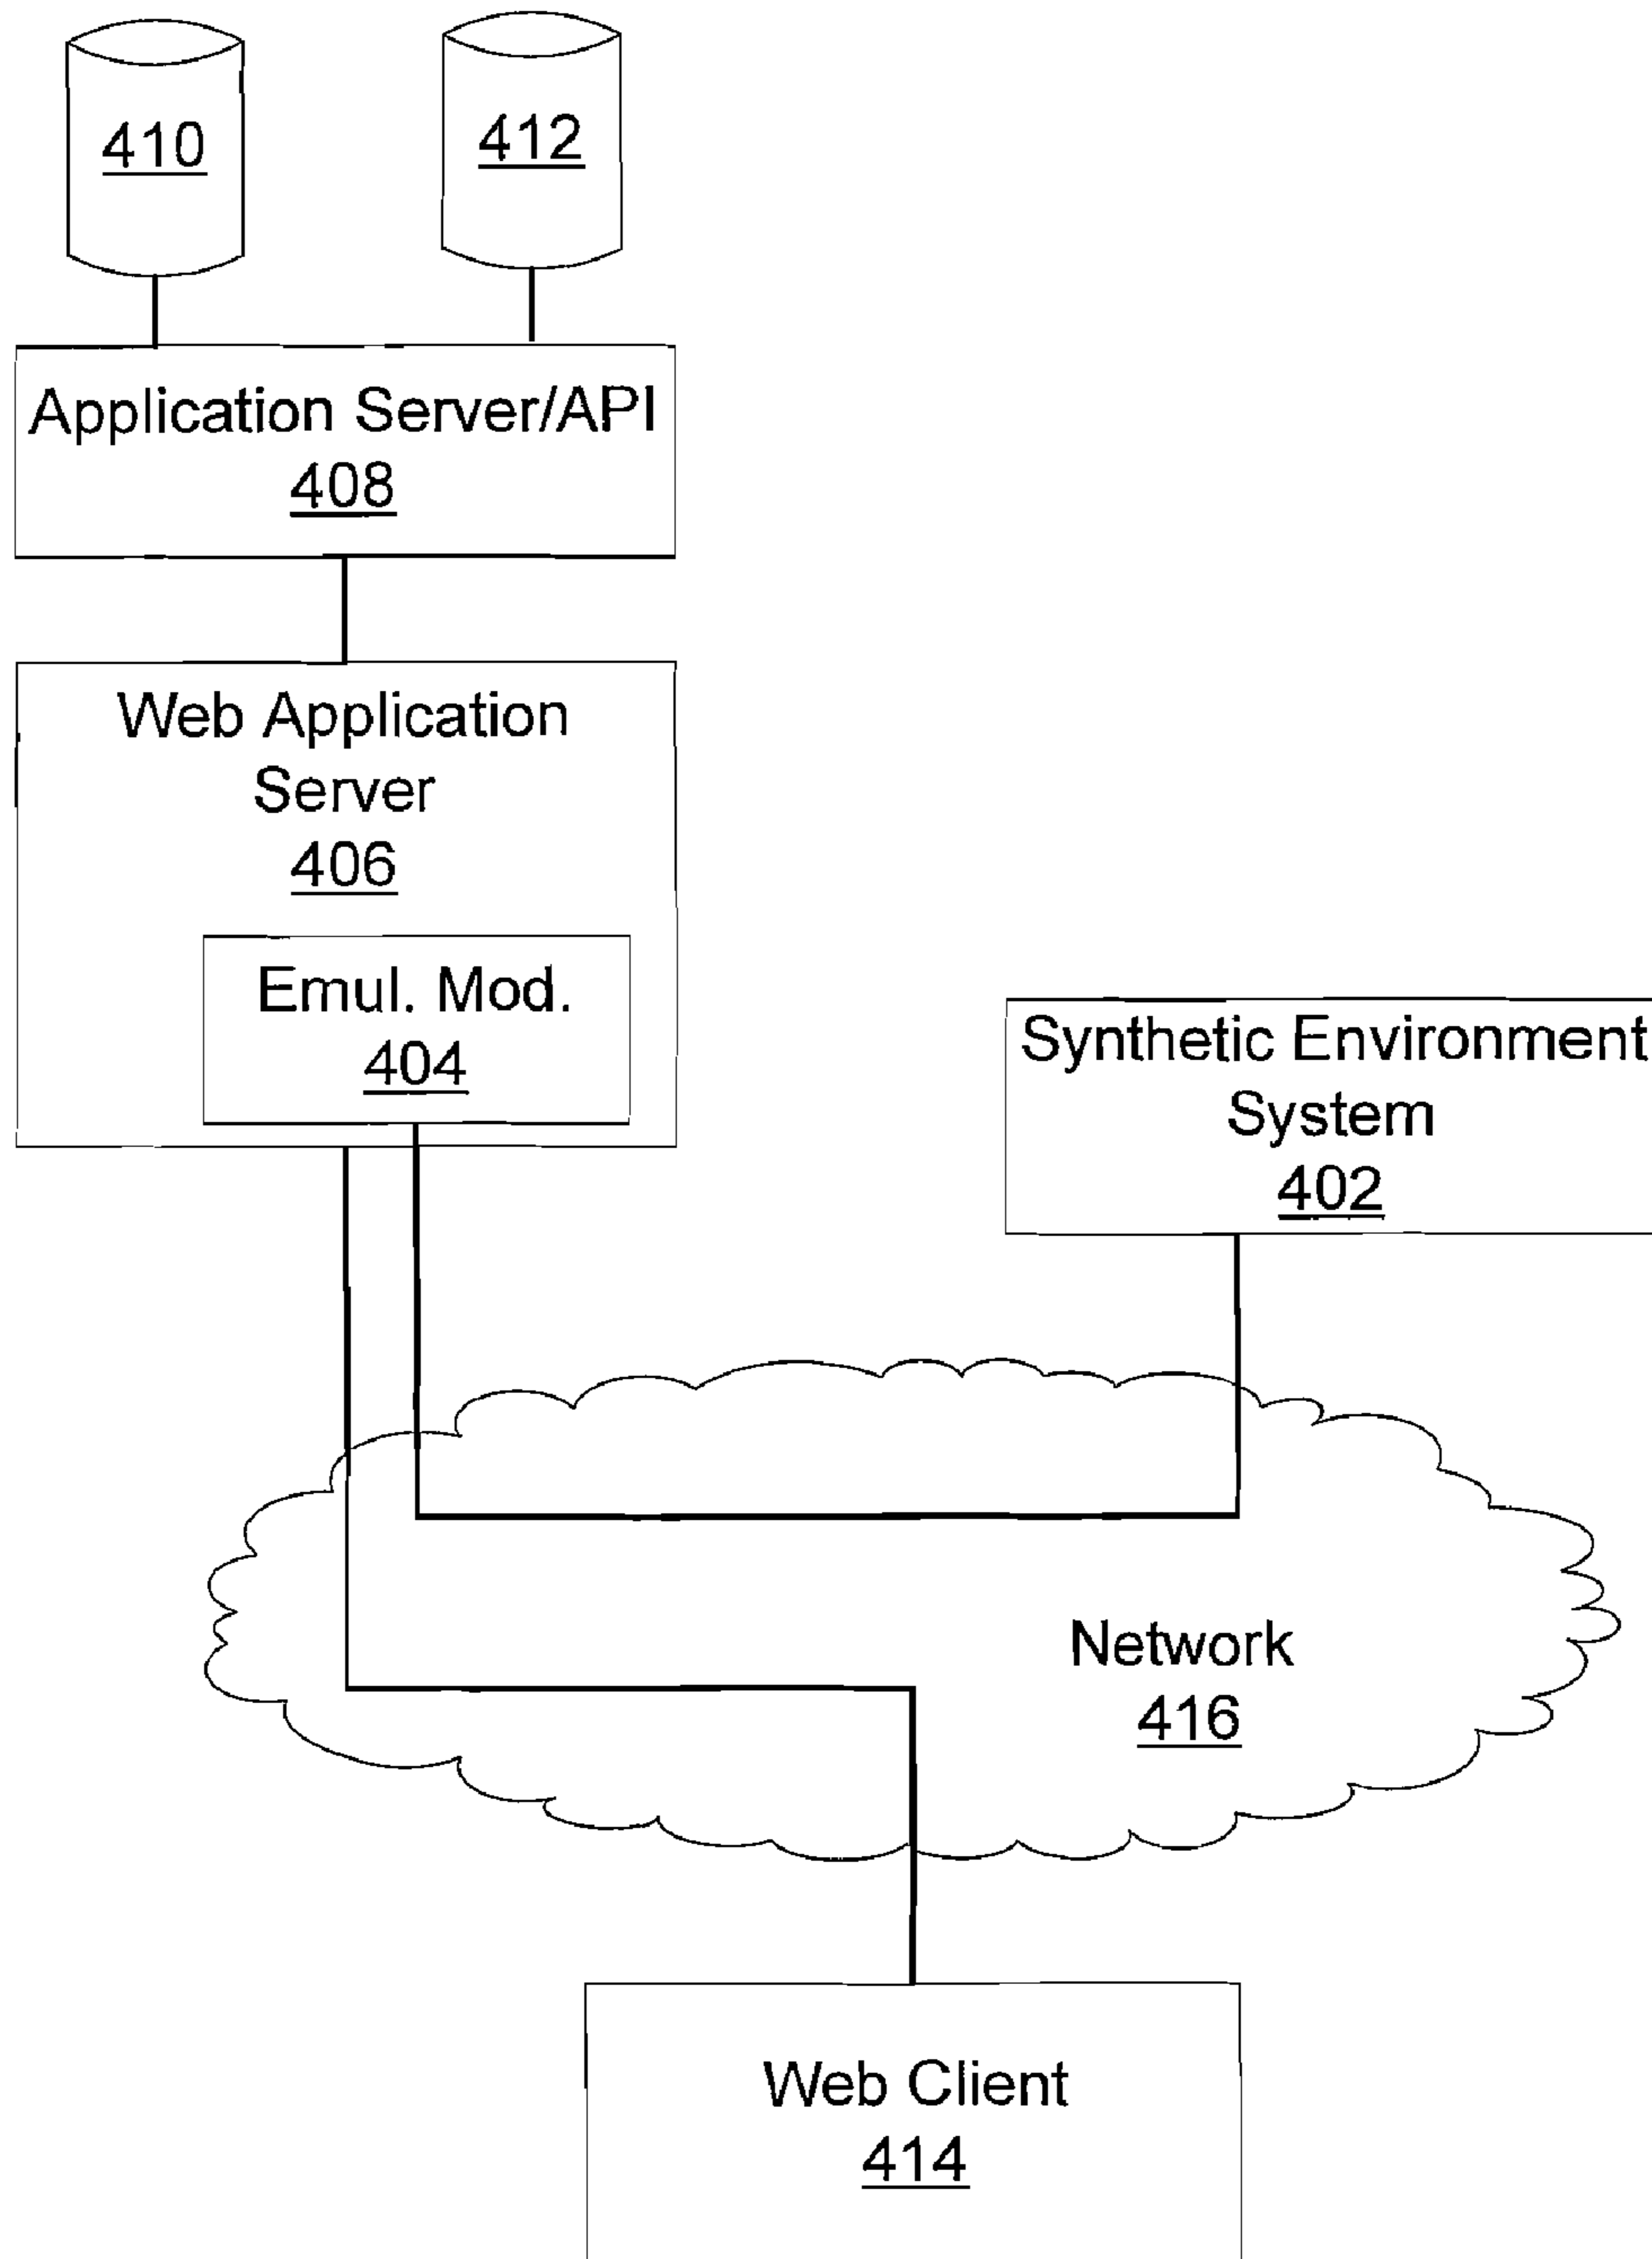 410
412
Application Server/API
408
Web Application
Server
406
Emul. Mod.
404
Synthetic Environment
System
402
Network
416
Web Client
414